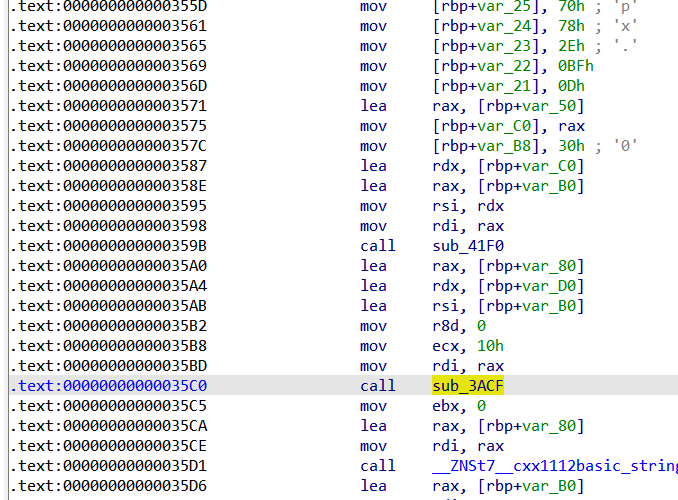 .text:000000000000355D mov [rbp+var_25], 70h ; 'p'
.text:0000000000003561 mov [rbp+var_24], 78h ; 'x'
.text:0000000000003565 mov [rbp+var_23], 2Eh ; '.'
.text:0000000000003569 mov [rbp+var_22], 0BFh
.text:000000000000356D mov [rbp+var_21], 0Dh
.text:0000000000003571 lea rax, [rbp+var_50]
.text:0000000000003575 mov [rbp+var_C0], rax
.text:000000000000357C mov [rbp+var_B8], 30h ; '0'
.text:0000000000003587 lea rdx, [rbp+var_C0]
.text:000000000000358E lea rax, [rbp+var_B0]
.text:0000000000003595 mov rsi, rdx
.text:0000000000003598 mov rdi, rax
.text:000000000000359B call sub_41F0
.text:00000000000035A0 lea rax, [rbp+var_80]
.text:00000000000035A4 lea rdx, [rbp+var_D0]
.text:00000000000035AB lea rsi, [rbp+var_B0]
.text:00000000000035B2 mov r8d, 0
.text:00000000000035B8 mov ecx, 10h
.text:00000000000035BD mov rdi, rax
.text:00000000000035C0 call sub_3ACF
.text:00000000000035C5 mov ebx, 0
.text:00000000000035CA lea rax, [rbp+var_80]
.text:00000000000035CE mov rdi, rax
.text:00000000000035D1 call __ZNSt7__cxx1112basic_string
.text:00000000000035D6 lea rax, [rbp+var_B0]